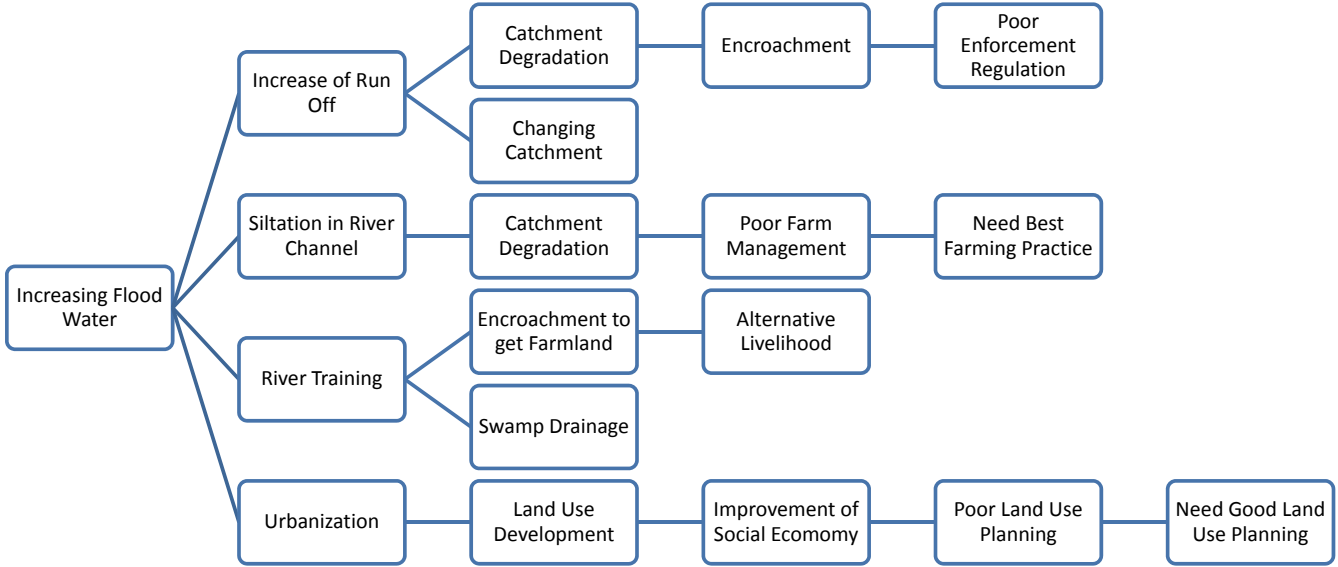 Increasing Flood
Water
Increase of Run
Off
Catchment
Degradation
Encroachment
Poor
Enforcement
Regulation
Changing
Catchment
Siltation in River
Channel
Catchment
Degradation
Poor Farm
Management
Need Best
Farming Practice
River Training
Encroachment to
get Farmland
Alternative
Livelihood
Swamp Drainage
Urbanization
Land Use
Development
Improvement of
Social Ecomomy
Poor Land Use
Planning
Need Good Land
Use Planning